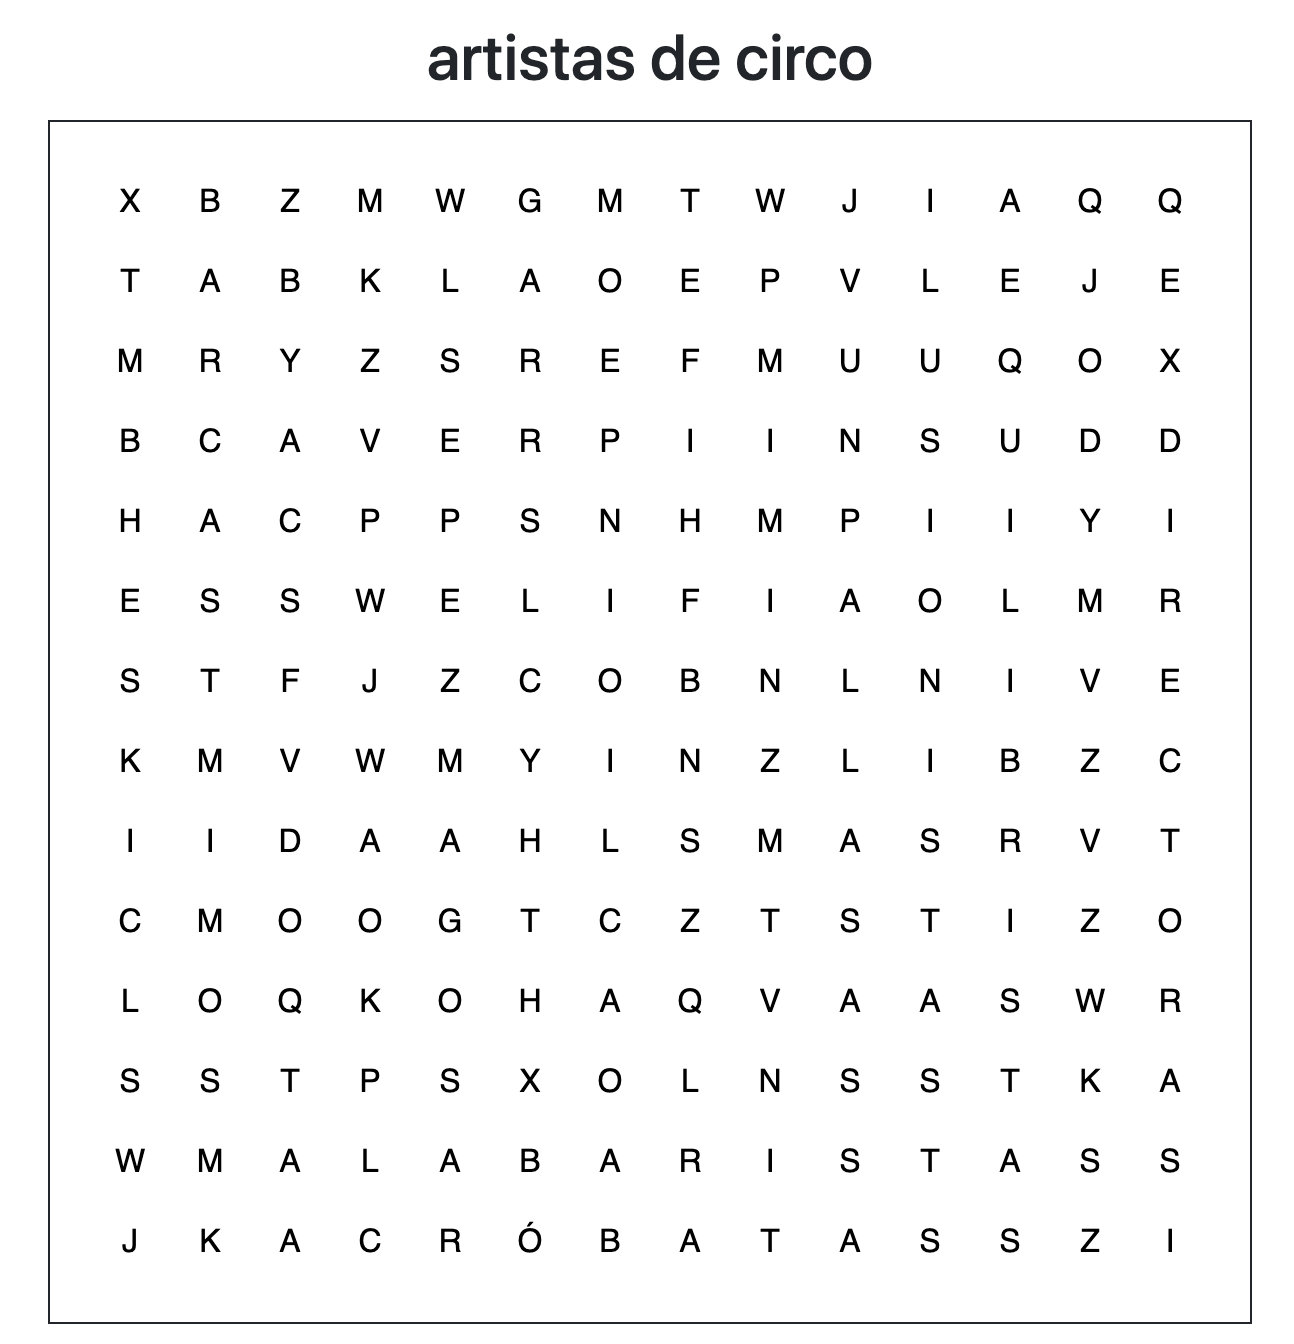 artistas de circo
X B Z M W G M T W J I A Q Q
T A B K L A O E P V L E J E
M R Y Z S R E F M U U Q O X
B C A V E R P I I N S U D D
H A C P P S N H M P I I Y I
E S S W E L I F I A O L M R
S T F J Z C O B N L N I V E
K M V W M Y I N Z L I B Z C
I I D A A H L S M A S R V T
C M O O G T C Z T S T I Z O
L O Q K O H A Q V A A S W R
S S T P S X O L N S S T K A
W M A L A B A R I S T A S S
J K A C R Ó B A T A S S Z I